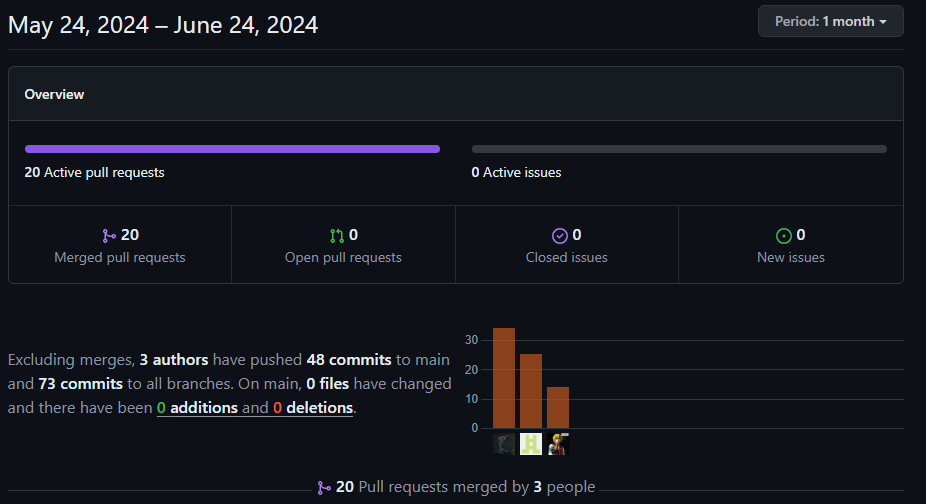 May 24, 2024 – June 24, 2024
Period: 1 month
Overview
20 Active pull requests
0 Active issues
20
Merged pull requests
0
Open pull requests
0
Closed issues
0
New issues
Excluding merges, 3 authors have pushed 48 commits to main
and 73 commits to all branches. On main, 0 files have changed
and there have been 0 additions and 0 deletions.
30
20
10
0
20 Pull requests merged by 3 people